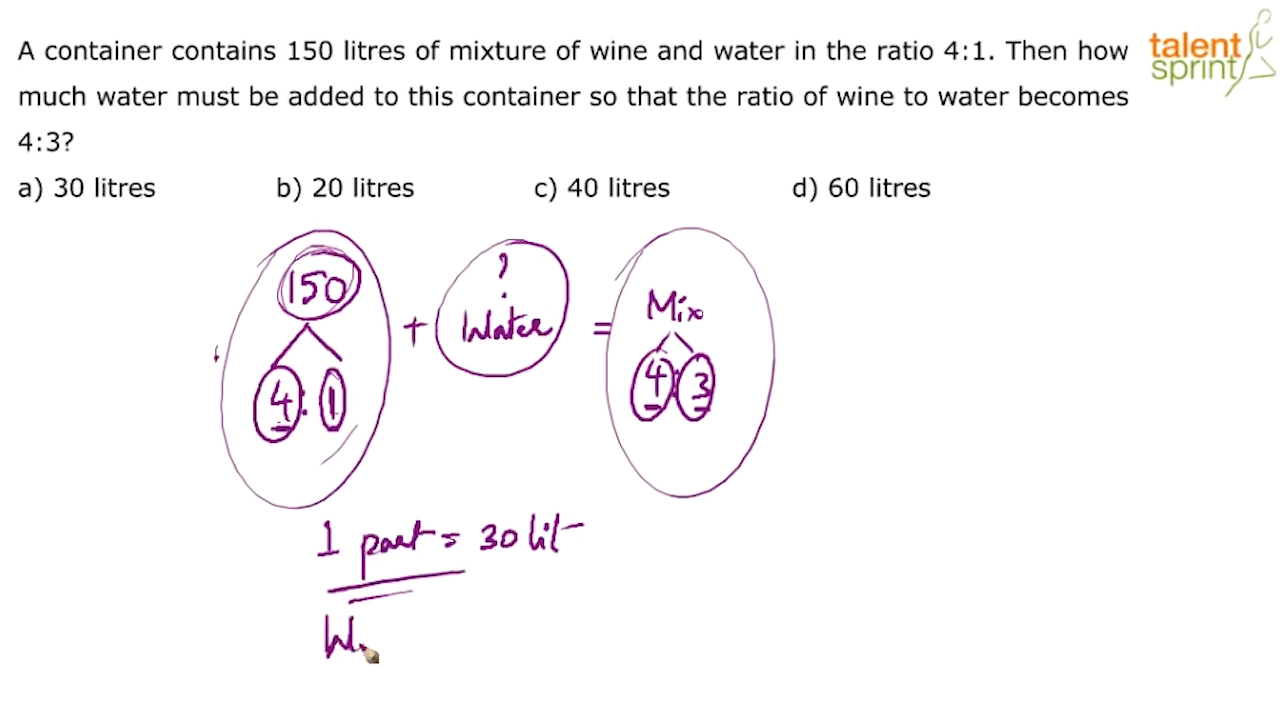 A container contains 150 litres of mixture of wine and water in the ratio 4:1. Then how
much water must be added to this container so that the ratio of wine to water becomes
4:3?
a) 30 litres b) 20 litres c) 40 litres d) 60 litres
talent
sprint
150
4:1
+
?
Water
=
Mix
4:3
1 part = 30 lit
W